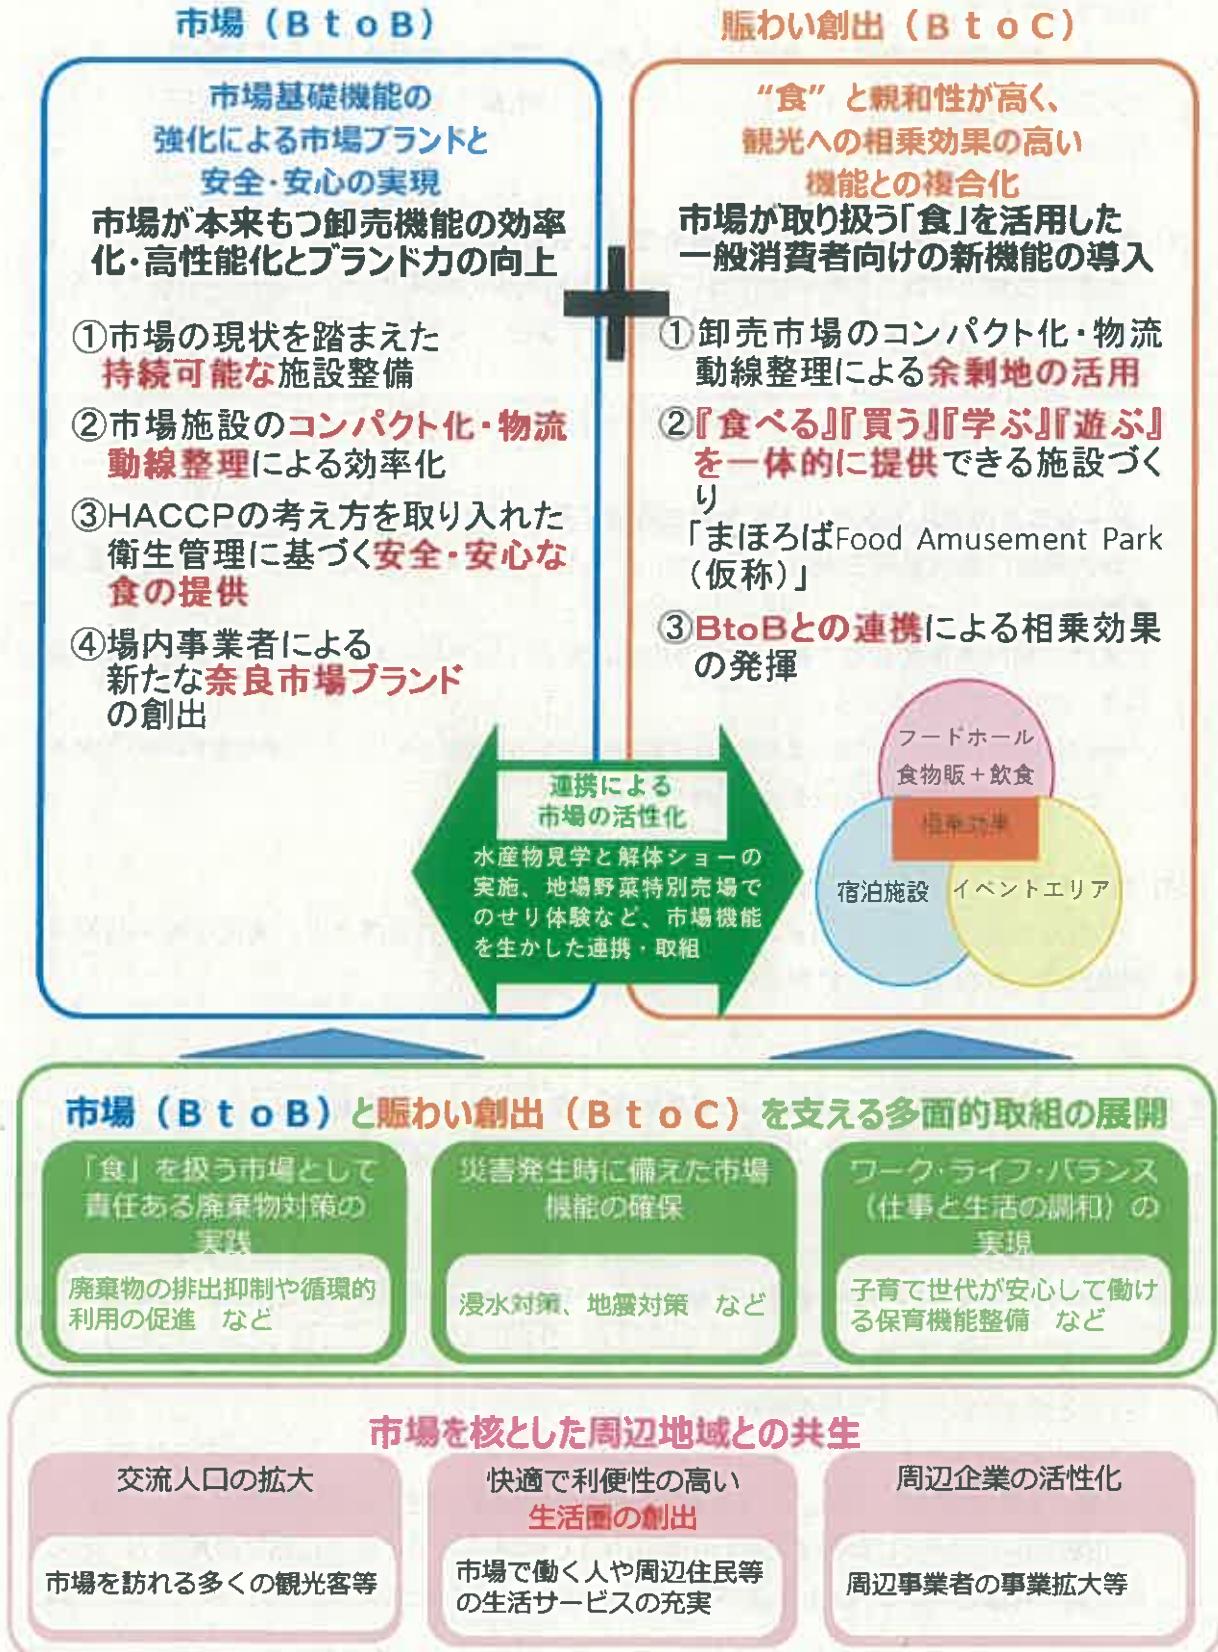 市場（ＢｔｏＢ）
市場基礎機能の
強化による市場ブランドと
安全・安心の実現
市場が本来もつ卸売機能の効率
化・高性能化とブランド力の向上
①市場の現状を踏まえた
持続可能な施設整備
②市場施設のコンパクト化・物流
動線整理による効率化
③HACCPの考え方を取り入れた
衛生管理に基づく安全・安心な
食の提供
④場内事業者による
新たな奈良市場ブランド
の創出
＋
賑わい創出（ＢｔｏＣ）
“食”と親和性が高く、
観光への相乗効果の高い
機能との複合化
市場が取り扱う「食」を活用した
一般消費者向けの新機能の導入
①卸売市場のコンパクト化・物流
動線整理による余剰地の活用
②『食べる』『買う』『学ぶ』『遊ぶ』
を一体的に提供できる施設づく
り
「まほろばFood Amusement Park
（仮称）」
③BtoBとの連携による相乗効果
の発揮
フードホール
食物販＋飲食
相乗効果
宿泊施設
イベントエリア
連携による
市場の活性化
水産物見学と解体ショーの
実施、地場野菜特別売場で
のせり体験など、市場機能
を生かした連携・取組
市場（ＢｔｏＢ）と賑わい創出（ＢｔｏＣ）を支える多面的取組の展開
「食」を扱う市場として
責任ある廃棄物対策の
実践
廃棄物の排出抑制や循環的
利用の促進　など
災害発生時に備えた市場
機能の確保
浸水対策、地震対策　など
ワーク・ライフ・バランス
（仕事と生活の調和）の
実現
子育て世代が安心して働け
る保育機能整備　など
市場を核とした周辺地域との共生
交流人口の拡大
市場を訪れる多くの観光客等
快適で利便性の高い
生活圏の創出
市場で働く人や周辺住民等
の生活サービスの充実
周辺企業の活性化
周辺事業者の事業拡大等